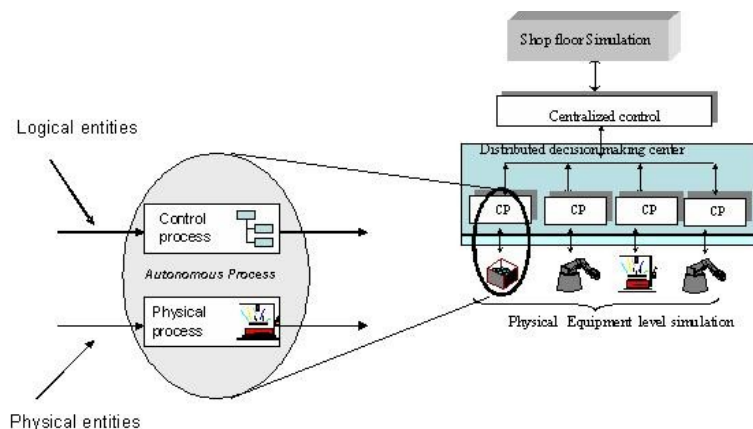 Shop floor Simulation
Centralized control
Distributed decision making center
CP CP CP CP
Physical Equipment level simulation
Logical entities
Control
process
Autonomous Process
Physical
process
Physical entities